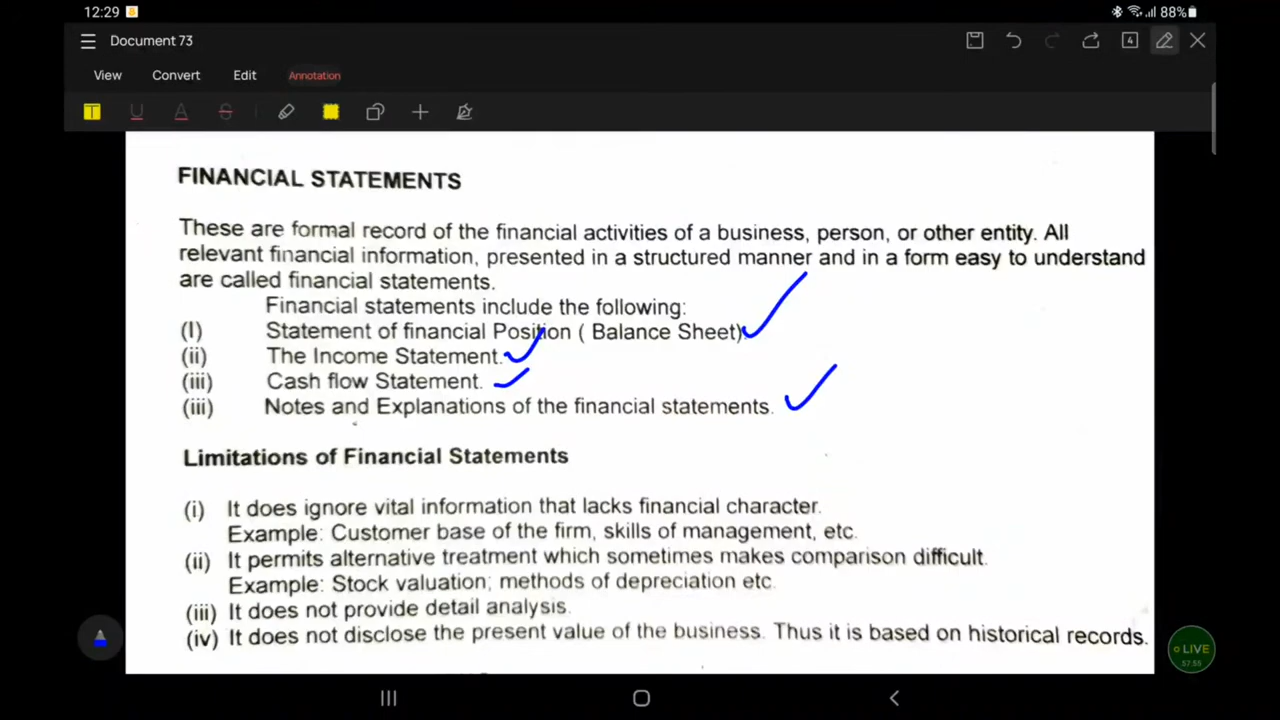 12:29 88%
Document 73 4
View Convert Edit Annotation
T U A S
FINANCIAL STATEMENTS
These are formal record of the financial activities of a business, person, or other entity. All
relevant financial information, presented in a structured manner and in a form easy to understand
are called financial statements.
Financial statements include the following:
(I) Statement of financial Position ( Balance Sheet).
(ii) The Income Statement.
(iii) Cash flow Statement.
(iii) Notes and Explanations of the financial statements.
Limitations of Financial Statements
(i) It does ignore vital information that lacks financial character.
Example: Customer base of the firm, skills of management, etc.
(ii) It permits alternative treatment which sometimes makes comparison difficult.
Example: Stock valuation; methods of depreciation etc.
(iii) It does not provide detail analysis.
(iv) It does not disclose the present value of the business. Thus it is based on historical records.
LIVE
57:55